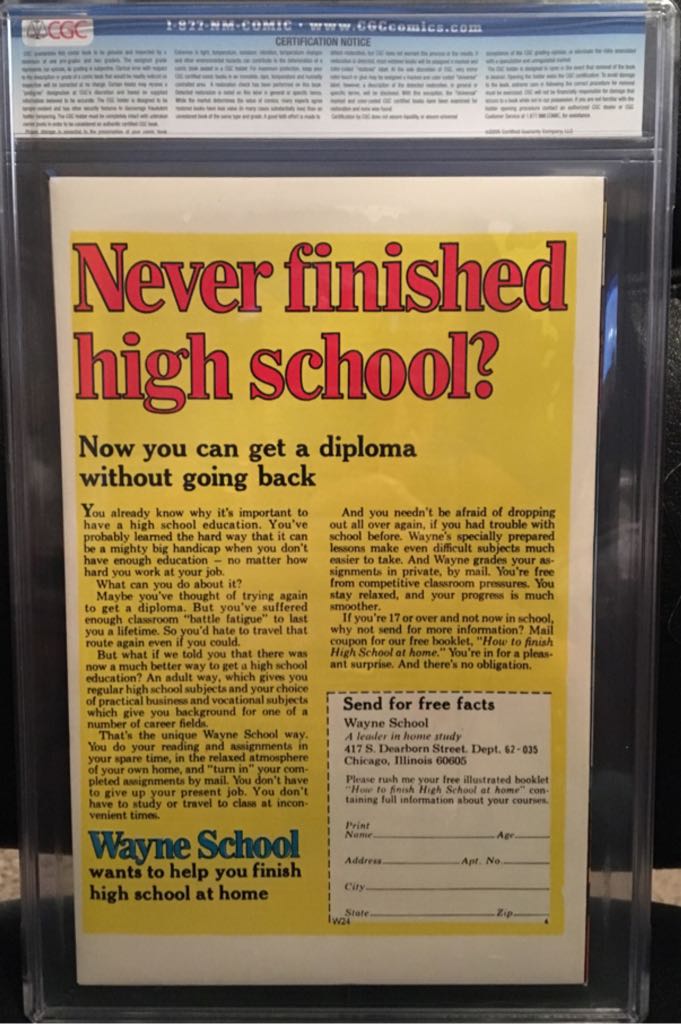 CGC
1-877-NM-COMIC • www.CGCcomics.com
CERTIFICATION NOTICE
Never finished
high school?
Now you can get a diploma
without going back
You already know why it's important to
have a high school education. You've
probably learned the hard way that it can
be a mighty big handicap when you don't
have enough education – no matter how
hard you work at your job.
What can you do about it?
Maybe you've thought of trying again
to get a diploma. But you've suffered
enough classroom "battle fatigue" to last
you a lifetime. So you'd hate to travel that
route again even if you could.
But what if we told you that there was
now a much better way to get a high school
education? An adult way, which gives you
regular high school subjects and your choice
of practical business and vocational subjects
which give you background for one of a
number of career fields.
That's the unique Wayne School way.
You do your reading and assignments in
your spare time, in the relaxed atmosphere
of your own home, and "turn in" your com-
pleted assignments by mail. You don't have
to give up your present job. You don't
have to study or travel to class at incon-
venient times.
Wayne School
wants to help you finish
high school at home
And you needn't be afraid of dropping
out all over again, if you had trouble with
school before. Wayne's specially prepared
lessons make even difficult subjects much
easier to take. And Wayne grades your as-
signments in private, by mail. You're free
from competitive classroom pressures. You
stay relaxed, and your progress is much
smoother.
If you're 17 or over and not now in school,
why not send for more information? Mail
coupon for our free booklet, "How to finish
High School at home." You're in for a pleas-
ant surprise. And there's no obligation.
Send for free facts
Wayne School
A leader in home study
417 S. Dearborn Street. Dept. 62-035
Chicago, Illinois 60605
Please rush me your free illustrated booklet
"How to finish High School at home" con-
taining full information about your courses.
Print
Name Age
Address Apt. No.
City
State Zip
W24 4